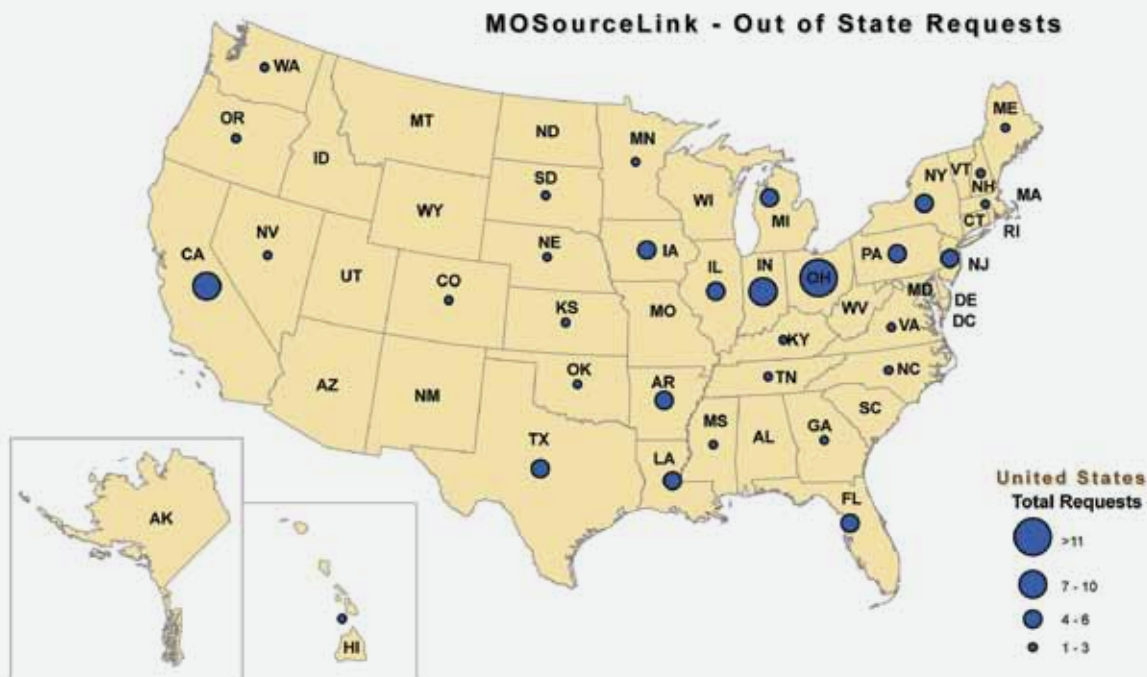 MOSourceLink - Out of State Requests
WA
OR
ID
MT
ND
MN
SD
WY
WI
MI
NY
VT
NH
ME
MA
CT
RI
CA
NV
UT
CO
NE
IA
KS
MO
IL
IN
OH
PA
NJ
MD
DE
DC
WV
VA
KY
TN
NC
SC
AZ
NM
OK
AR
TX
LA
MS
AL
GA
FL
AK
HI
United States
Total Requests
>11
7 - 10
4 - 6
1 - 3